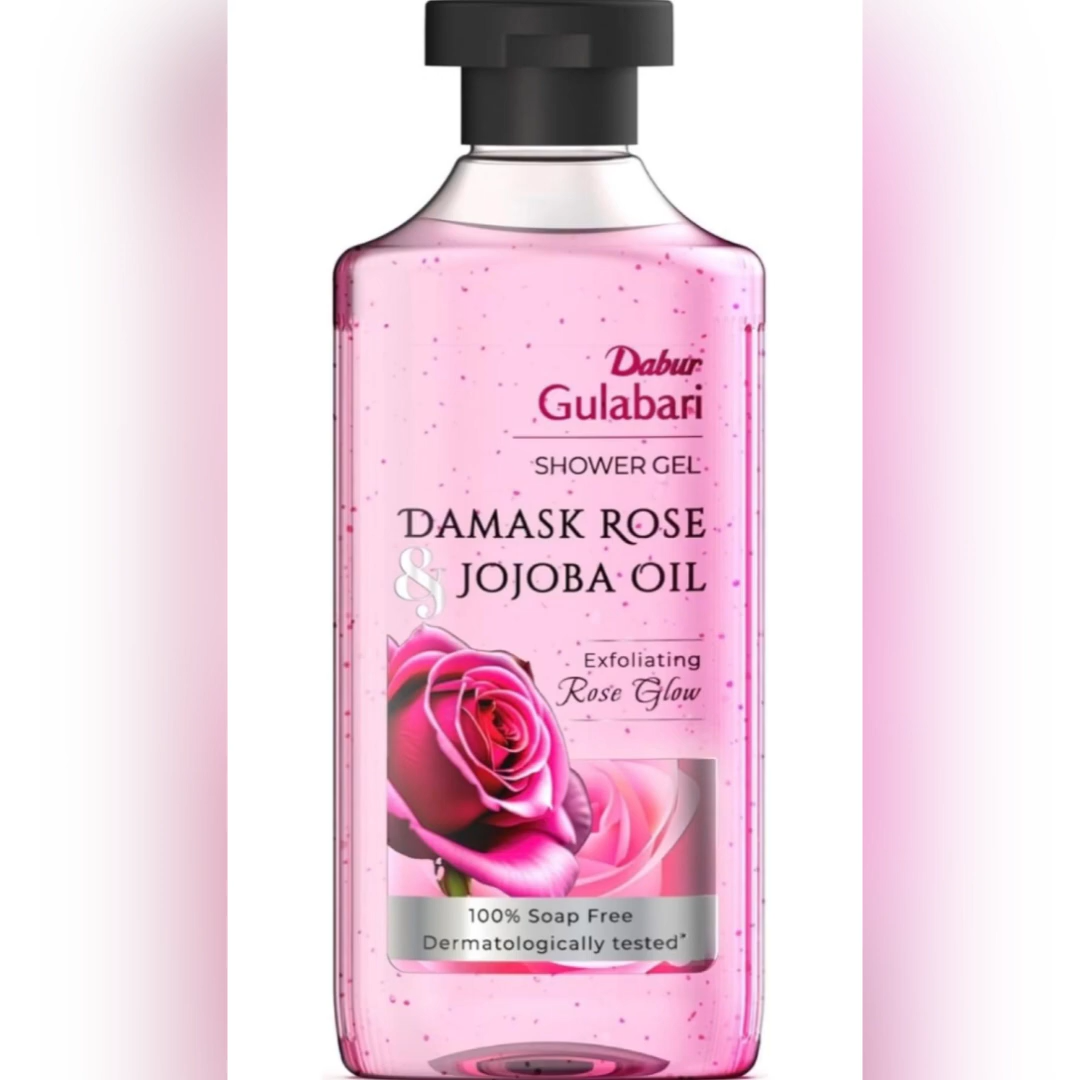 Dabur
Gulabari
SHOWER GEL
DAMASK ROSE
& JOJOBA OIL
Exfoliating
Rose Glow
100% Soap Free
Dermatologically tested*